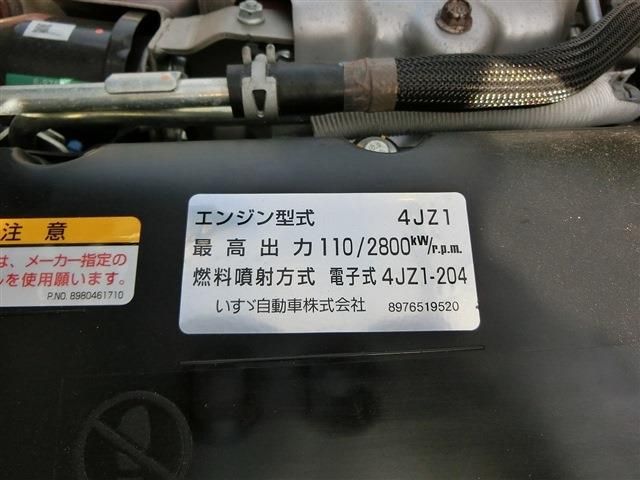 エンジン型式 4JZ1
最高出力 110/2800kW/r.p.m.
燃料噴射方式 電子式 4JZ1-204
いすゞ自動車株式会社 8976519520
注意
は、メーカー指定の
ルを使用願います。
P.NO. 8980461710